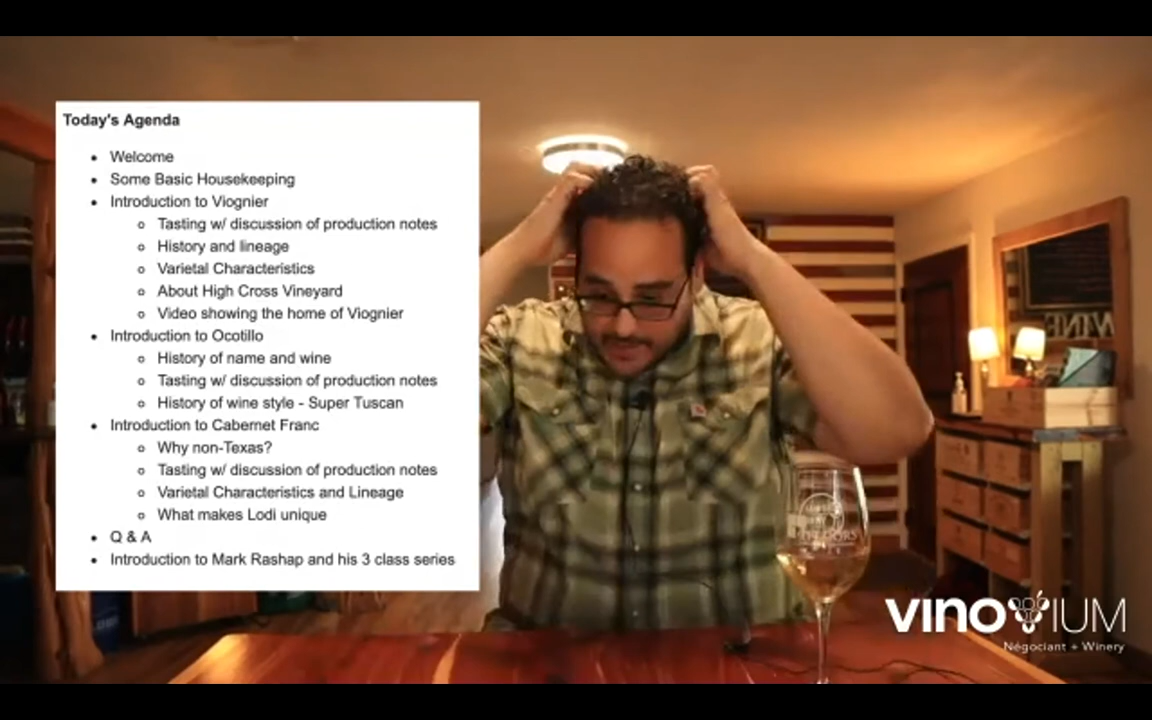 Today's Agenda
Welcome
Some Basic Housekeeping
Introduction to Viognier
Tasting w/ discussion of production notes
History and lineage
Varietal Characteristics
About High Cross Vineyard
Video showing the home of Viognier
Introduction to Ocotillo
History of name and wine
Tasting w/ discussion of production notes
History of wine style - Super Tuscan
Introduction to Cabernet Franc
Why non-Texas?
Tasting w/ discussion of production notes
Varietal Characteristics and Lineage
What makes Lodi unique
Q & A
Introduction to Mark Rashap and his 3 class series
WINE
VINOVIUM
Négociant + Winery